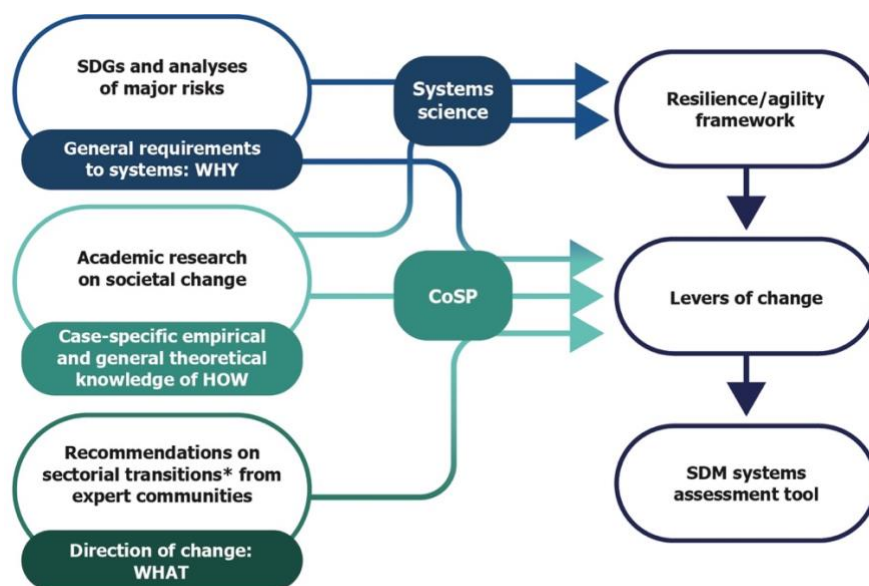 SDGs and analyses
of major risks
General requirements
to systems: WHY
Academic research
on societal change
Case-specific empirical
and general theoretical
knowledge of HOW
Recommendations on
sectorial transitions* from
expert communities
Direction of change:
WHAT
Systems
science
CoSP
Resilience/agility
framework
Levers of change
SDM systems
assessment tool